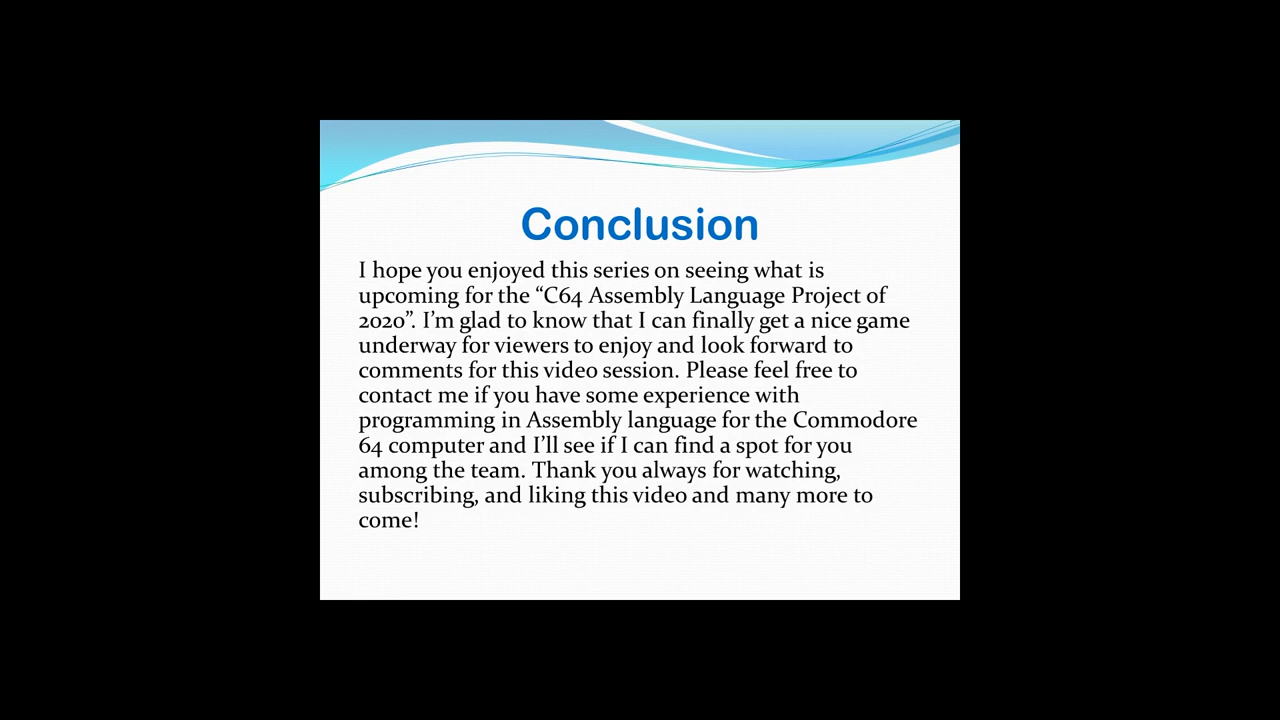 Conclusion
I hope you enjoyed this series on seeing what is
upcoming for the “C64 Assembly Language Project of
2020”. I’m glad to know that I can finally get a nice game
underway for viewers to enjoy and look forward to
comments for this video session. Please feel free to
contact me if you have some experience with
programming in Assembly language for the Commodore
64 computer and I’ll see if I can find a spot for you
among the team. Thank you always for watching,
subscribing, and liking this video and many more to
come!